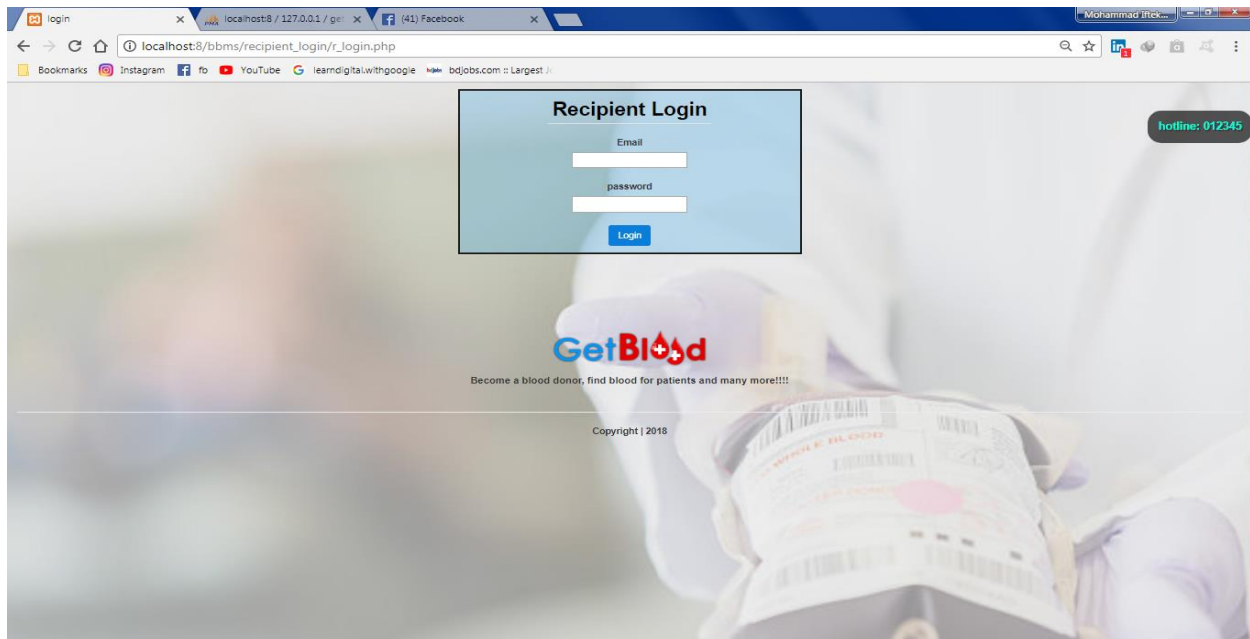 login
localhost:8 / 127.0.0.1 / get
(41) Facebook
Mohammad iftek...
localhost:8/bbms/recipient_login/r_login.php
Bookmarks Instagram fb YouTube learndigital.withgoogle bdjobs.com :: Largest J
Recipient Login
hotline: 012345
Email
password
Login
GetBlood
Become a blood donor, find blood for patients and many more!!!!
Copyright | 2018
WHOLE BLOOD